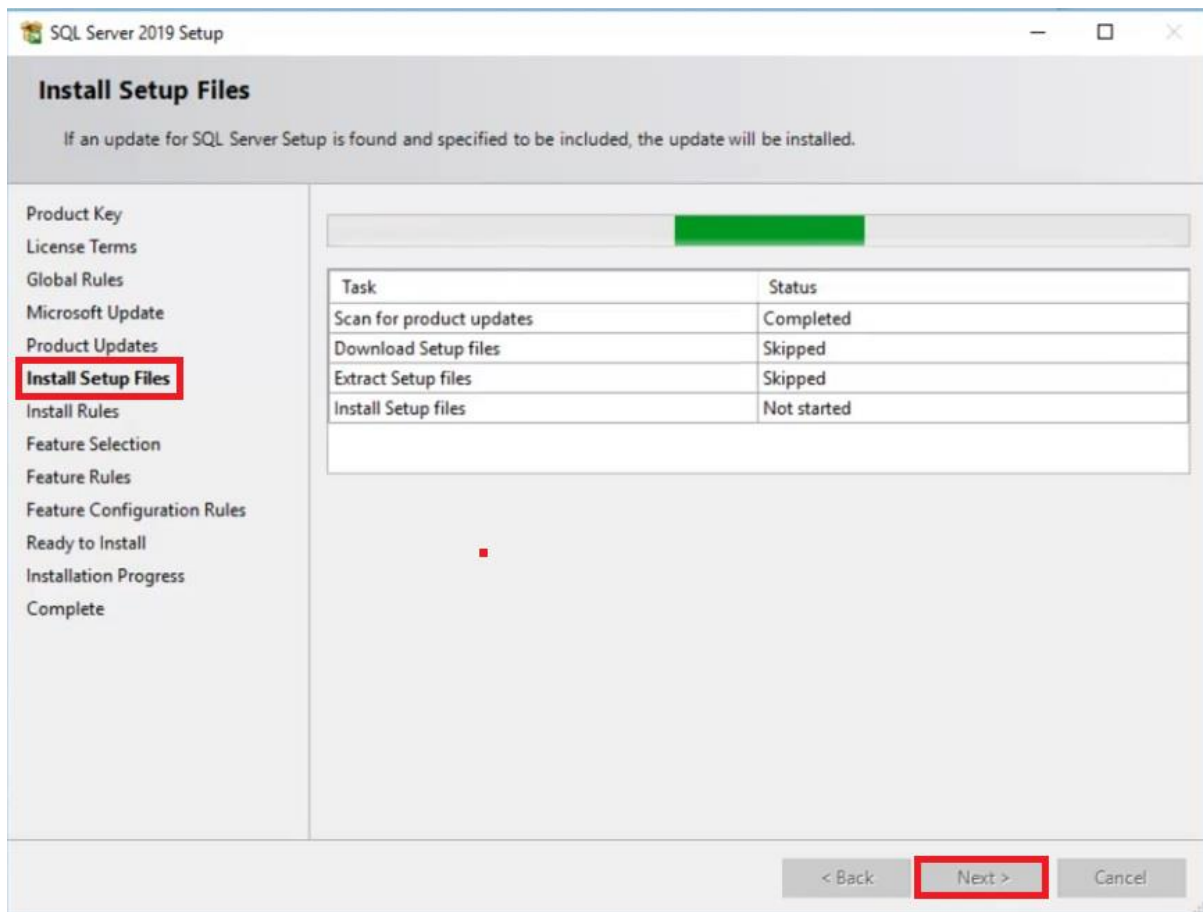 SQL Server 2019 Setup
Install Setup Files
If an update for SQL Server Setup is found and specified to be included, the update will be installed.
Product Key
License Terms
Global Rules
Microsoft Update
Product Updates
Install Setup Files
Install Rules
Feature Selection
Feature Rules
Feature Configuration Rules
Ready to Install
Installation Progress
Complete
Task Status
Scan for product updates Completed
Download Setup files Skipped
Extract Setup files Skipped
Install Setup files Not started
< Back Next > Cancel